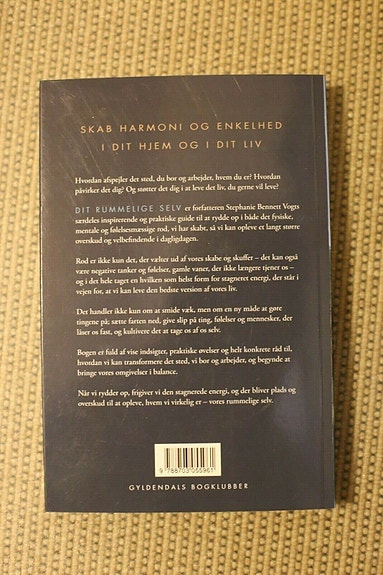 SKAB HARMONI OG ENKELHED
I DIT HJEM OG I DIT LIV
Hvordan afspejler det sted, du bor og arbejder, hvem du er? Hvordan
påvirker det dig? Og støtter det dig i at leve det liv, du gerne vil leve?
DIT RUMMELIGE SELV er forfatteren Stephanie Bennett Vogts
særdeles inspirerende og praktiske guide til at rydde op i både det fysiske,
mentale og følelsesmæssige rod, vi har skabt, så vi kan opleve et langt større
overskud og velbefindende i dagligdagen.
Rod er ikke kun det, der vælter ud af vores skabe og skuffer – det kan også
være negative tanker og følelser, gamle vaner, der ikke længere tjener os –
og i det hele taget en hvilken som helst form for stagneret energi, der står i
vejen for, at vi kan leve den bedste version af vores liv.
Det handler ikke kun om at smide væk, men om en ny måde at gøre
tingene på; sætte farten ned, give slip på ting, følelser og mennesker, der
låser os fast, og kultivere det at tage os af os selv.
Bogen er fuld af vise indsigter, praktiske øvelser og helt konkrete råd til,
hvordan vi kan transformere det sted, vi bor og arbejder, og begynde at
bringe vores omgivelser i balance.
Når vi rydder op, frigiver vi den stagnerede energi, og der bliver plads og
overskud til at opleve, hvem vi virkelig er – vores rummelige selv.
9 788703 055961
GYLDENDALS BOGKLUBBER